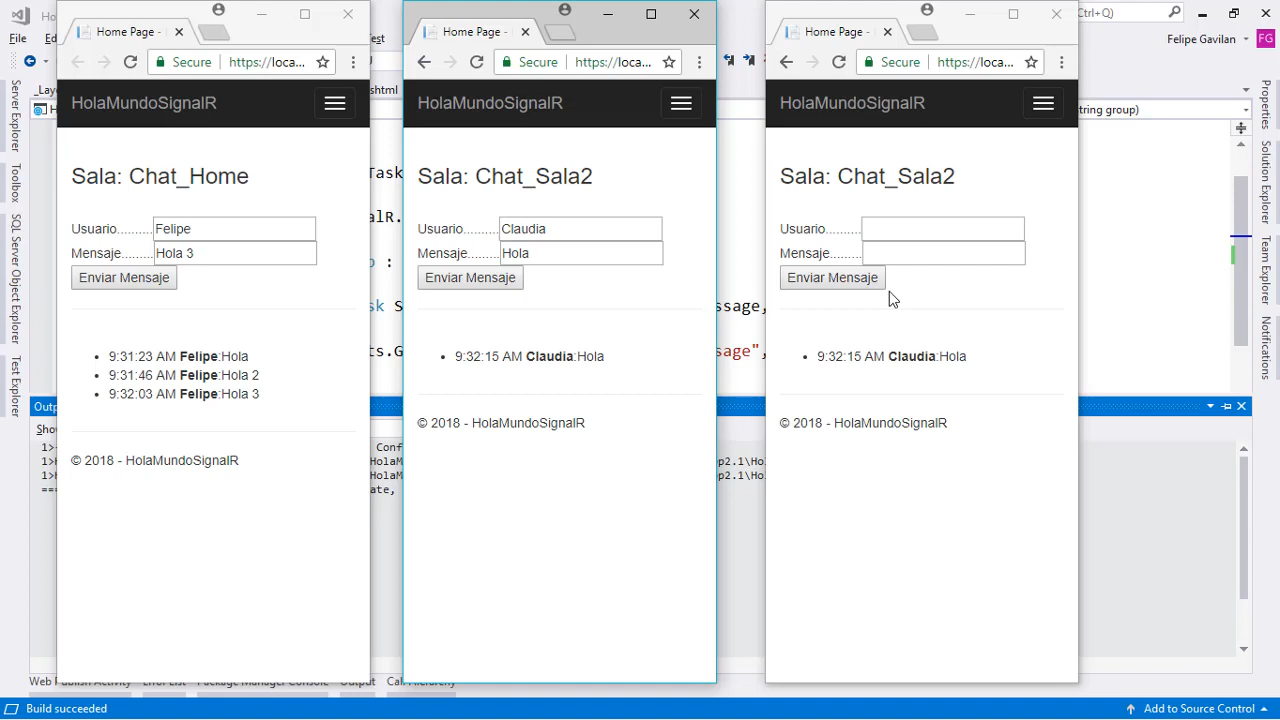 Ctrl+Q)
File
Test
Felipe Gavilan
FG
Home Page -
Secure
https://loca...
HolaMundoSignalR
Sala: Chat_Home
Usuario.........Felipe
Mensaje.........Hola 3
Enviar Mensaje
9:31:23 AM Felipe:Hola
9:31:46 AM Felipe:Hola 2
9:32:03 AM Felipe:Hola 3
© 2018 - HolaMundoSignalR
Home Page -
Secure
https://loca...
HolaMundoSignalR
Sala: Chat_Sala2
Usuario.........Claudia
Mensaje.........Hola
Enviar Mensaje
9:32:15 AM Claudia:Hola
© 2018 - HolaMundoSignalR
Home Page -
Secure
https://loca...
HolaMundoSignalR
Sala: Chat_Sala2
Usuario.........
Mensaje.........
Enviar Mensaje
9:32:15 AM Claudia:Hola
© 2018 - HolaMundoSignalR
Server Explorer
Toolbox
SQL Server Object Explorer
Test Explorer
Properties
Solution Explorer
Team Explorer
Notifications
string group)
Package Manager Console
Output
Call Hierarchy
Build succeeded
Add to Source Control